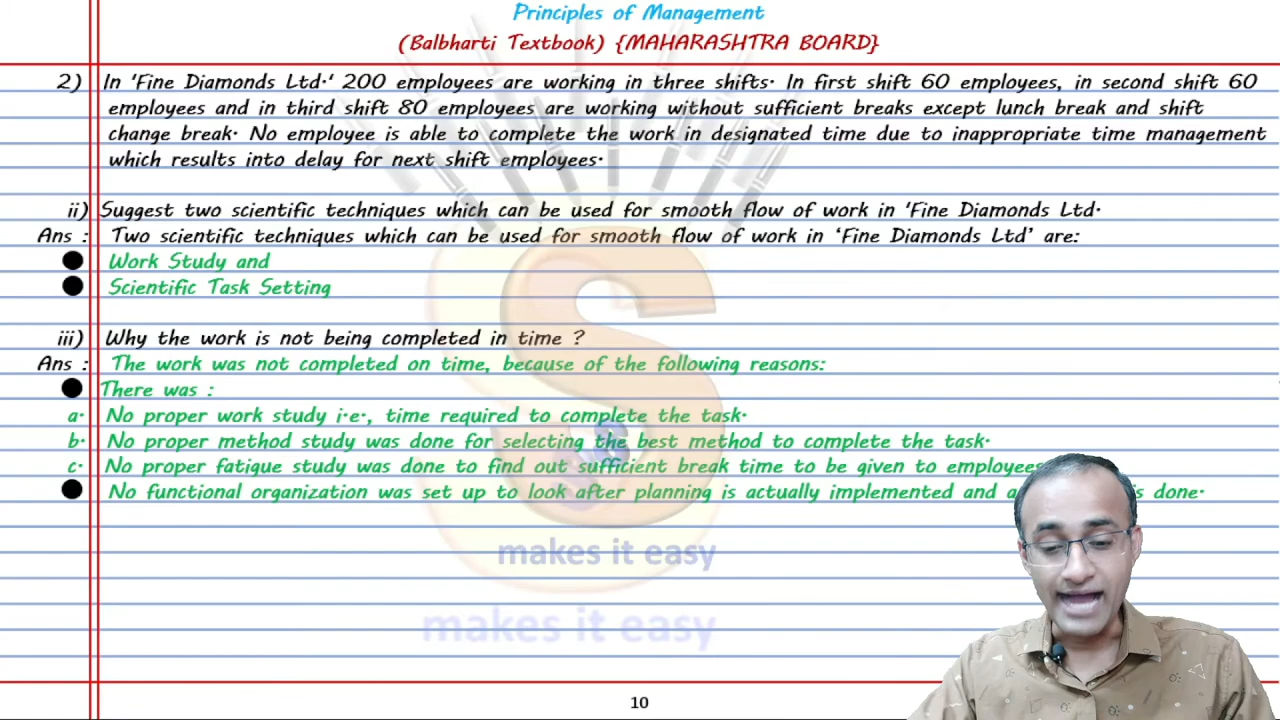 Principles of Management
(Balbharti Textbook) {MAHARASHTRA BOARD}
2) In 'Fine Diamonds Ltd.' 200 employees are working in three shifts. In first shift 60 employees, in second shift 60
employees and in third shift 80 employees are working without sufficient breaks except lunch break and shift
change break. No employee is able to complete the work in designated time due to inappropriate time management
which results into delay for next shift employees.
ii) Suggest two scientific techniques which can be used for smooth flow of work in 'Fine Diamonds Ltd.
Ans : Two scientific techniques which can be used for smooth flow of work in 'Fine Diamonds Ltd' are:
● Work Study and
● Scientific Task Setting
iii) Why the work is not being completed in time ?
Ans : The work was not completed on time, because of the following reasons:
● There was :
a. No proper work study i.e., time required to complete the task.
b. No proper method study was done for selecting the best method to complete the task.
c. No proper fatigue study was done to find out sufficient break time to be given to employees
● No functional organization was set up to look after planning is actually implemented and is done.
makes it easy
makes it easy
10